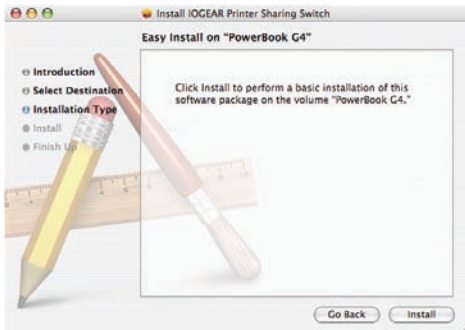 Install IOGEAR Printer Sharing Switch
Easy Install on "PowerBook G4"
Introduction
Select Destination
Installation Type
Install
Finish Up
Click Install to perform a basic installation of this
software package on the volume "PowerBook G4."
Go Back
Install